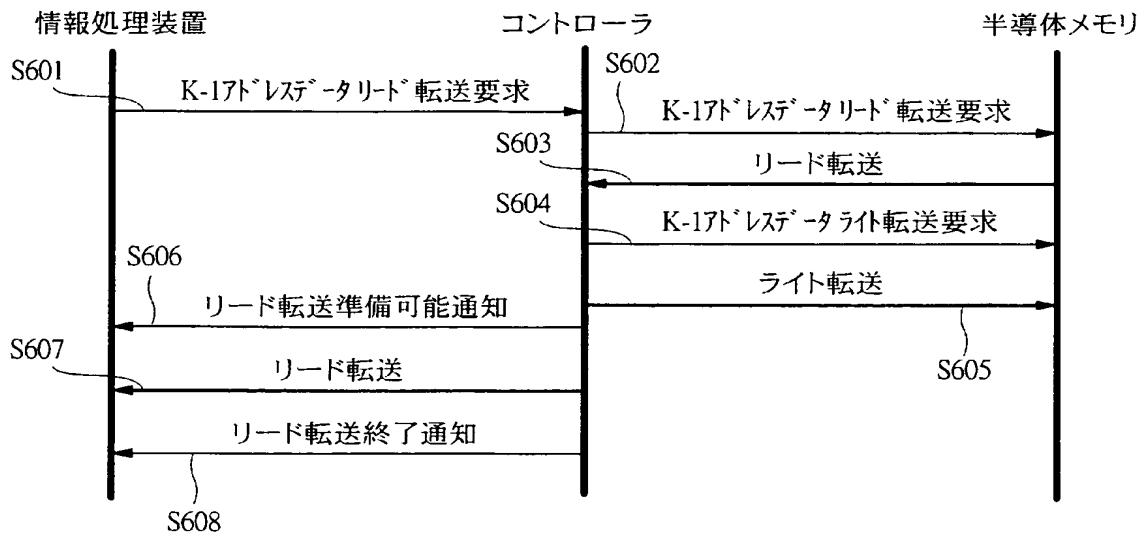 情報処理装置
コントローラ
半導体メモリ
S601
K-1ｱﾄﾞﾚｽﾃﾞｰﾀﾘｰﾄﾞ転送要求
S602
K-1ｱﾄﾞﾚｽﾃﾞｰﾀﾘｰﾄﾞ転送要求
S603
リード転送
S604
K-1ｱﾄﾞﾚｽﾃﾞｰﾀﾗｲﾄ転送要求
S606
リード転送準備可能通知
ライト転送
S605
S607
リード転送
リード転送終了通知
S608